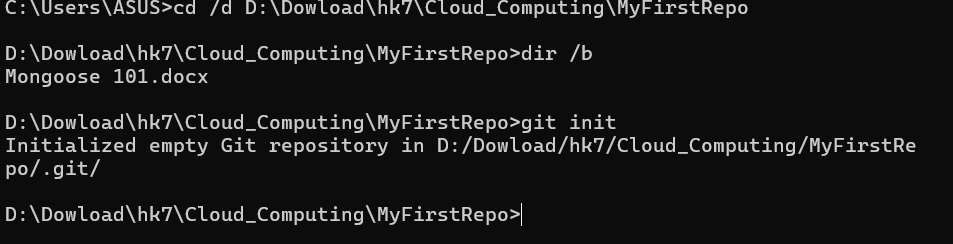 C:\Users\ASUS>cd /d D:\Dowload\hk7\Cloud_Computing\MyFirstRepo
D:\Dowload\hk7\Cloud_Computing\MyFirstRepo>dir /b
Mongoose 101.docx
D:\Dowload\hk7\Cloud_Computing\MyFirstRepo>git init
Initialized empty Git repository in D:/Dowload/hk7/Cloud_Computing/MyFirstRe
po/.git/
D:\Dowload\hk7\Cloud_Computing\MyFirstRepo>